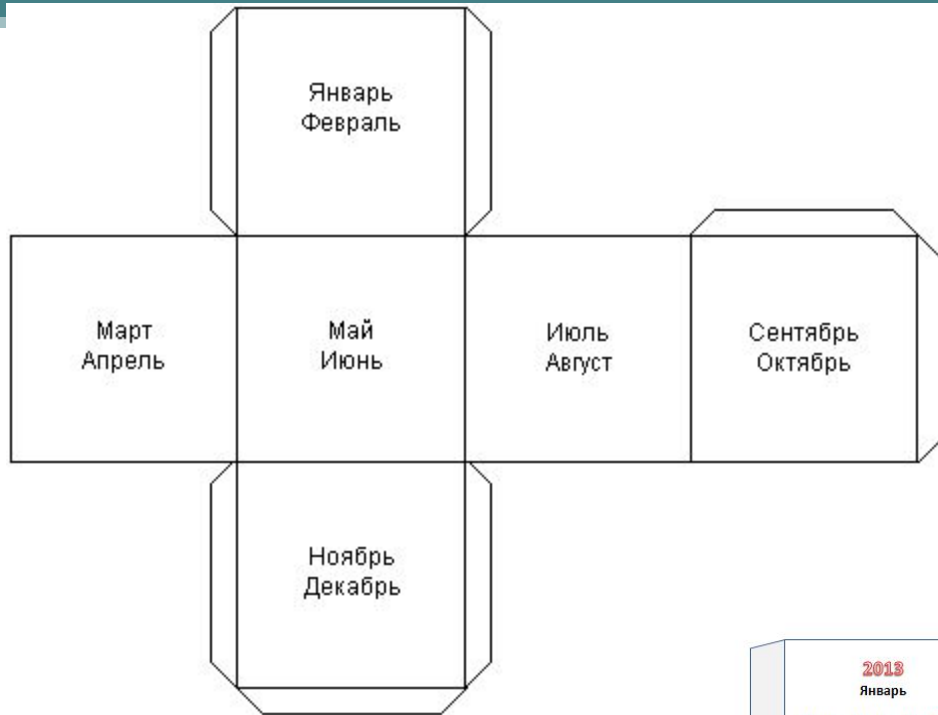 Январь
Февраль
Март
Апрель
Май
Июнь
Июль
Август
Сентябрь
Октябрь
Ноябрь
Декабрь
2013
Январь